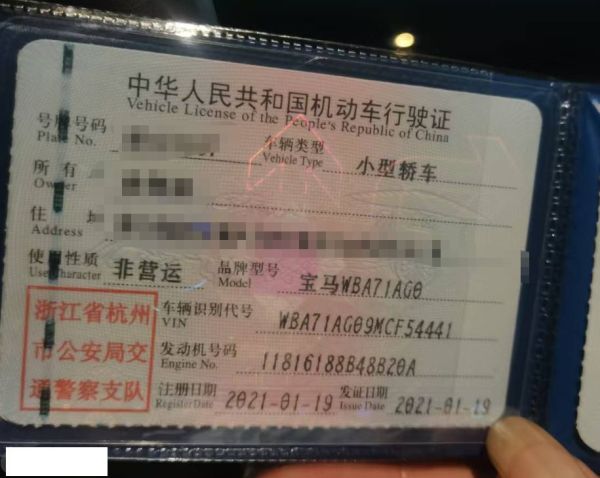 中华人民共和国机动车行驶证
Vehicle License of the People's Republic of China
号牌号码 车辆类型 小型轿车
Plate No. Vehicle Type
所有人
Owner
住址
Address
使用性质 非营运 品牌型号 宝马WBA71AG0
Use Character Model
浙江省杭州 车辆识别代号 WBA71AG09MCF54441
VIN
市公安局交 发动机号码 11816188B48B20A
Engine No.
通警察支队 注册日期 2021-01-19 发证日期 2021-01-19
Register Date Issue Date